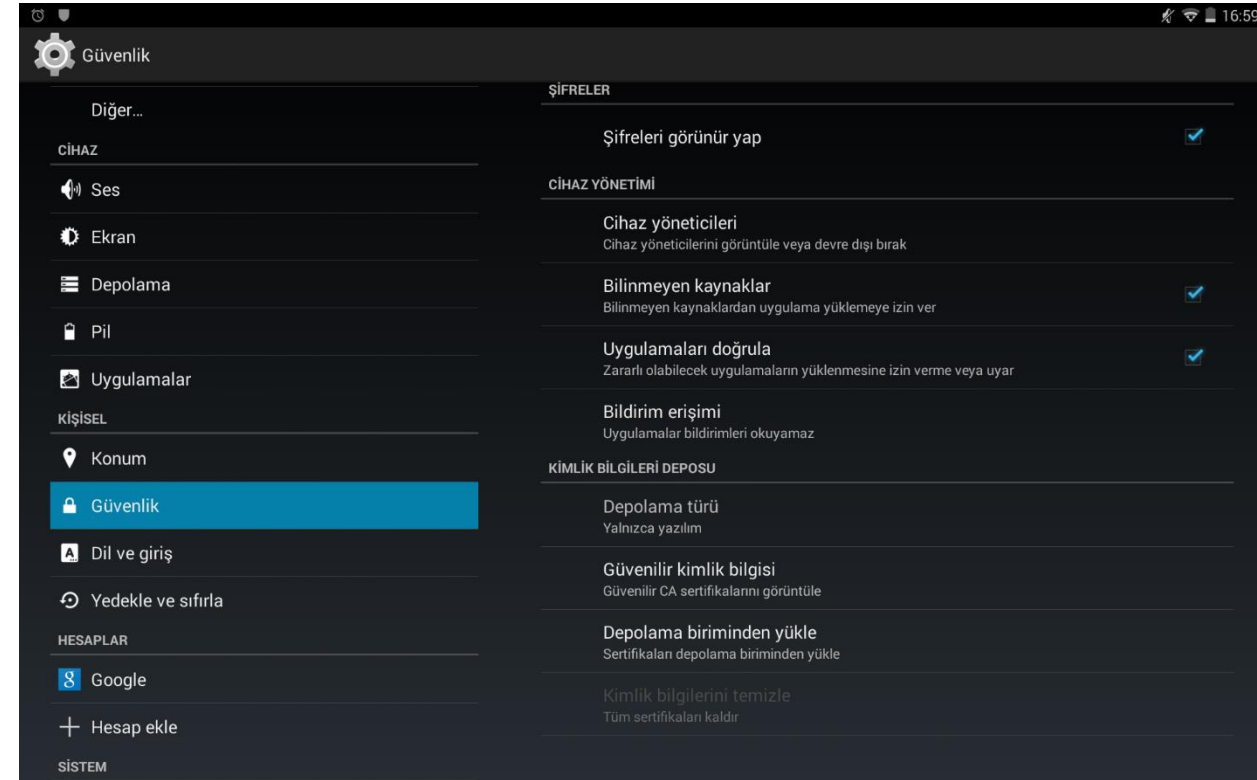 16:59
Güvenlik
Diğer...
CİHAZ
Ses
Ekran
Depolama
Pil
Uygulamalar
KİŞİSEL
Konum
Güvenlik
Dil ve giriş
Yedekle ve sıfırla
HESAPLAR
Google
Hesap ekle
SİSTEM
ŞİFRELER
Şifreleri görünür yap
CİHAZ YÖNETİMİ
Cihaz yöneticileri
Cihaz yöneticilerini görüntüle veya devre dışı bırak
Bilinmeyen kaynaklar
Bilinmeyen kaynaklardan uygulama yüklemeye izin ver
Uygulamaları doğrula
Zararlı olabilecek uygulamaların yüklenmesine izin verme veya uyar
Bildirim erişimi
Uygulamalar bildirimleri okuyamaz
KİMLİK BİLGİLERİ DEPOSU
Depolama türü
Yalnızca yazılım
Güvenilir kimlik bilgisi
Güvenilir CA sertifikalarını görüntüle
Depolama biriminden yükle
Sertifikaları depolama biriminden yükle
Kimlik bilgilerini temizle
Tüm sertifikaları kaldır